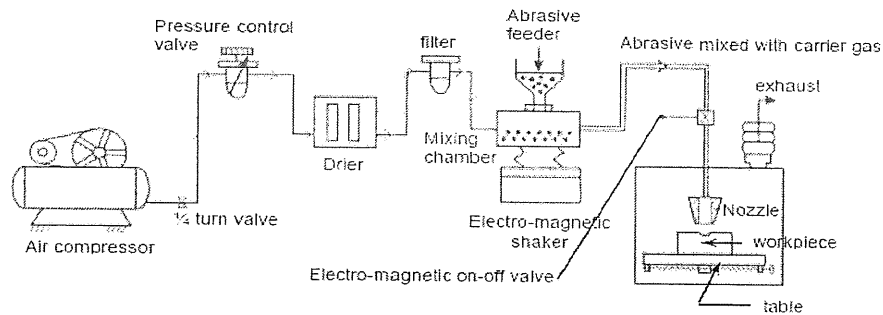 Pressure control
valve
filter
Abrasive
feeder
Abrasive mixed with carrier gas
exhaust
Mixing
chamber
Drier
Nozzle
¼ turn valve
Electro-magnetic
shaker
workpiece
Air compressor
Electro-magnetic on-off valve
table